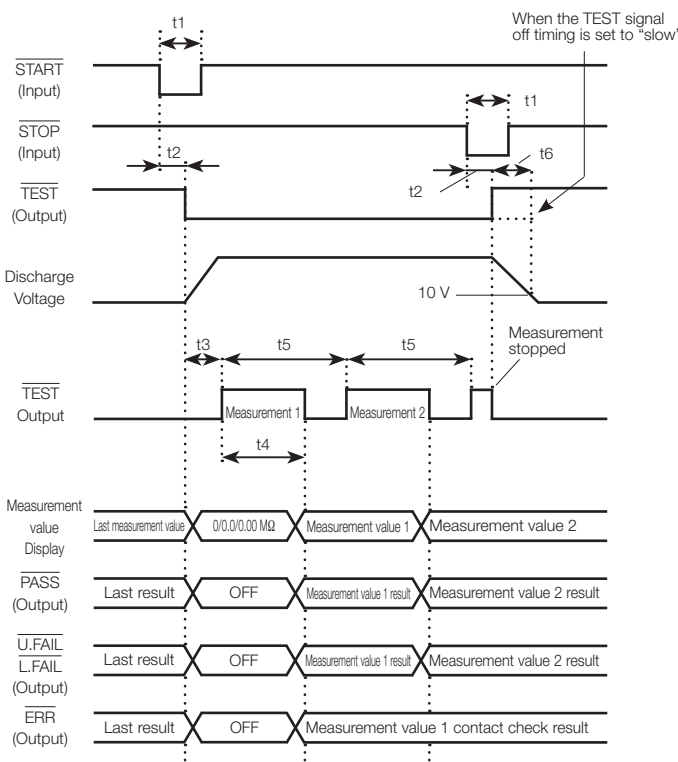 When the TEST signal
off timing is set to “slow”
t1
START
(Input)
STOP
(Input)
t1
t2
t6
t2
TEST
(Output)
Discharge
Voltage
10 V
Measurement
stopped
t3
t5
t5
TEST
Output
Measurement 1
Measurement 2
t4
Measurement
value
Display
Last measurement value
0/0.0/0.00 MΩ
Measurement value 1
Measurement value 2
PASS
(Output)
Last result
OFF
Measurement value 1 result
Measurement value 2 result
U.FAIL
L.FAIL
(Output)
Last result
OFF
Measurement value 1 result
Measurement value 2 result
ERR
(Output)
Last result
OFF
Measurement value 1 contact check result